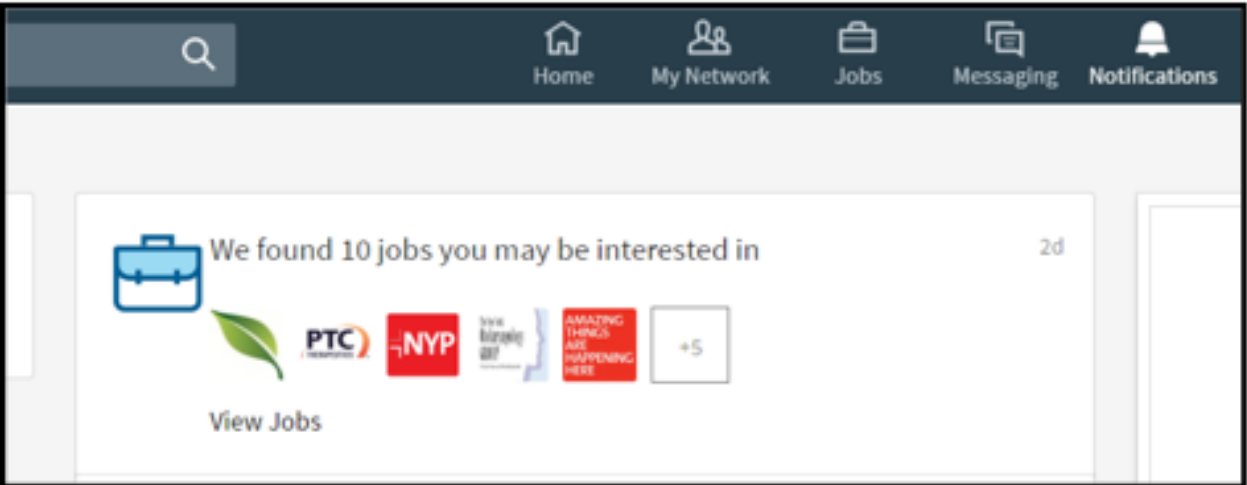 Home My Network Jobs Messaging Notifications
We found 10 jobs you may be interested in 2d
PTC
THERAPEUTICS
NYP
AMAZING
THINGS
ARE
HAPPENING
HERE
+5
View Jobs